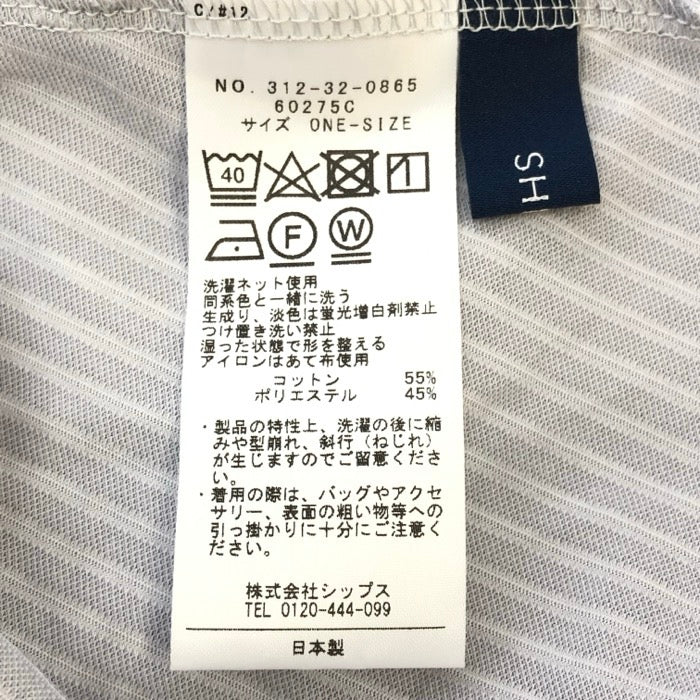 C/#12
NO. 312-32-0865
60275C
サイズ ONE-SIZE
SH
40
F
W
洗濯ネット使用
同系色と一緒に洗う
生成り、淡色は蛍光増白剤禁止
つけ置き洗い禁止
湿った状態で形を整える
アイロンはあて布使用
コットン 55%
ポリエステル 45%
・製品の特性上、洗濯の後に縮
みや型崩れ、斜行(ねじれ)
が生じますのでご留意くださ
い。
・着用の際は、バッグやアクセ
サリー、表面の粗い物等への
引っ掛かりに十分にご注意く
ださい。
株式会社シップス
TEL 0120-444-099
日本製